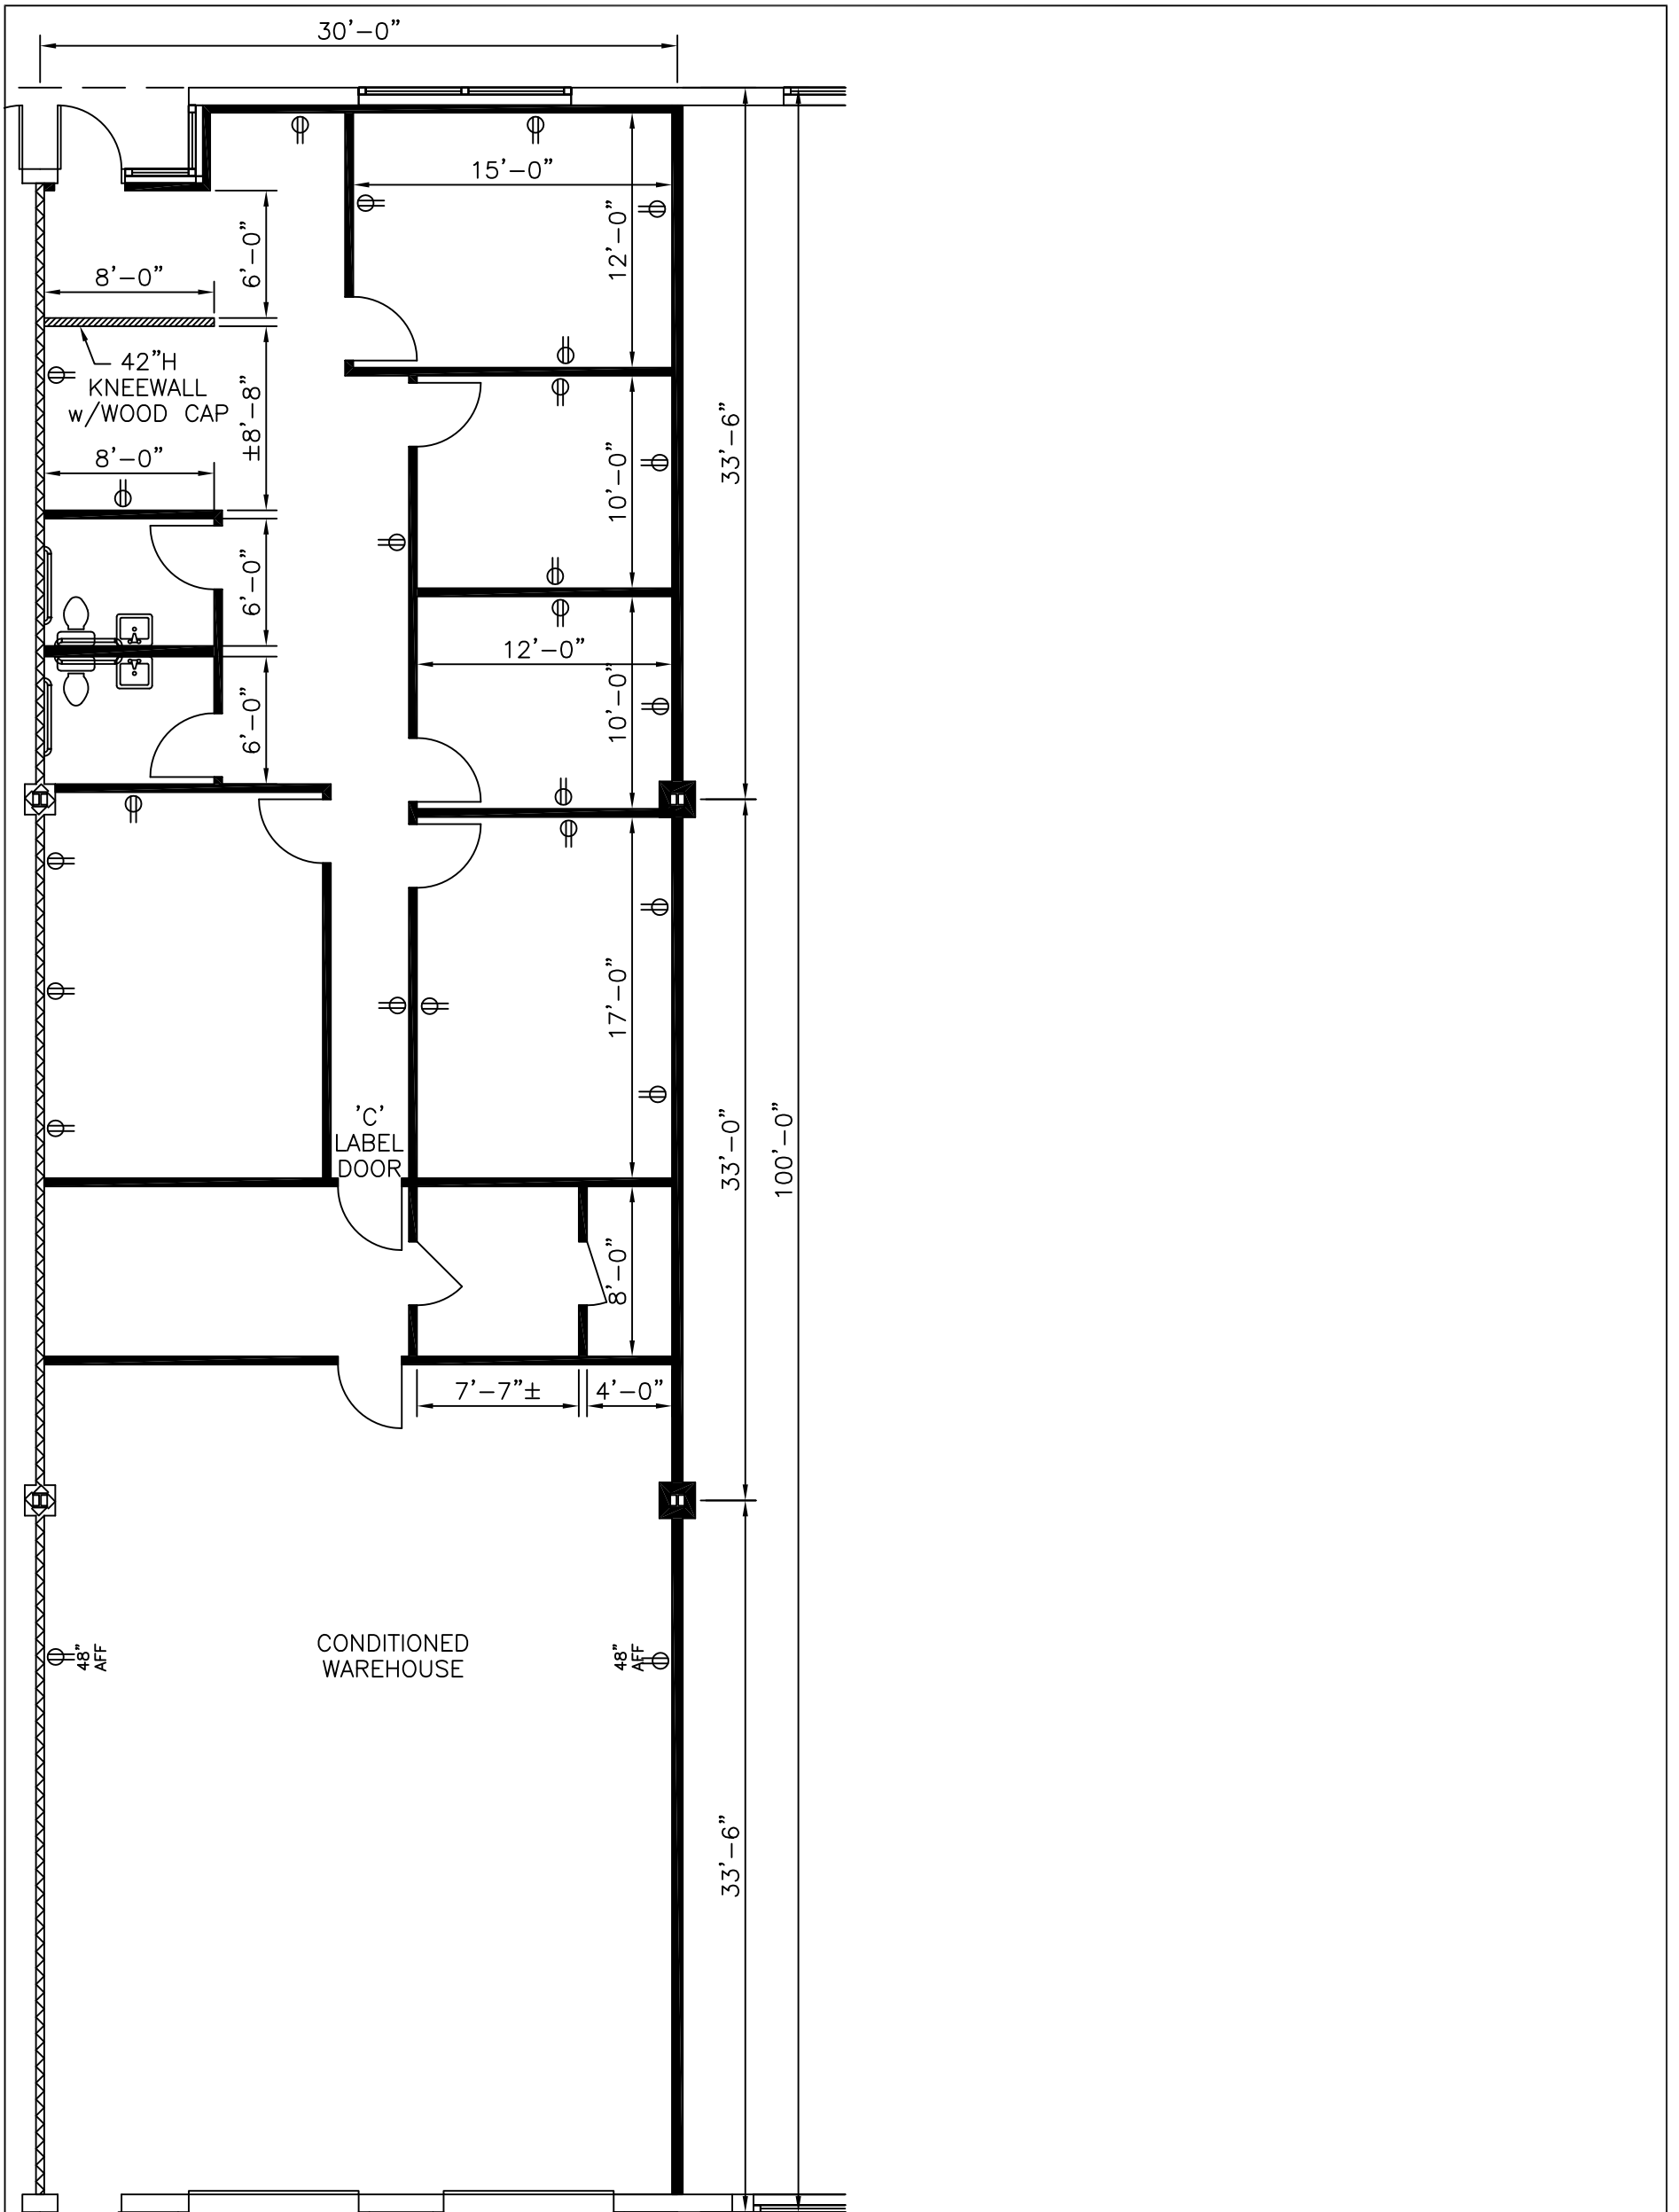 30'-0"
15'-0"
12'-0"
6'-0"
8'-0"
42"H
KNEEWALL
w/WOOD CAP
±8'-8"
8'-0"
33'-6"
10'-0"
6'-0"
12'-0"
10'-0"
6'-0"
17'-0"
'C'
LABEL
DOOR
33'-0"
100'-0"
8'-0"
7'-7"±
4'-0"
CONDITIONED
WAREHOUSE
48"
AFF
48"
AFF
33'-6"